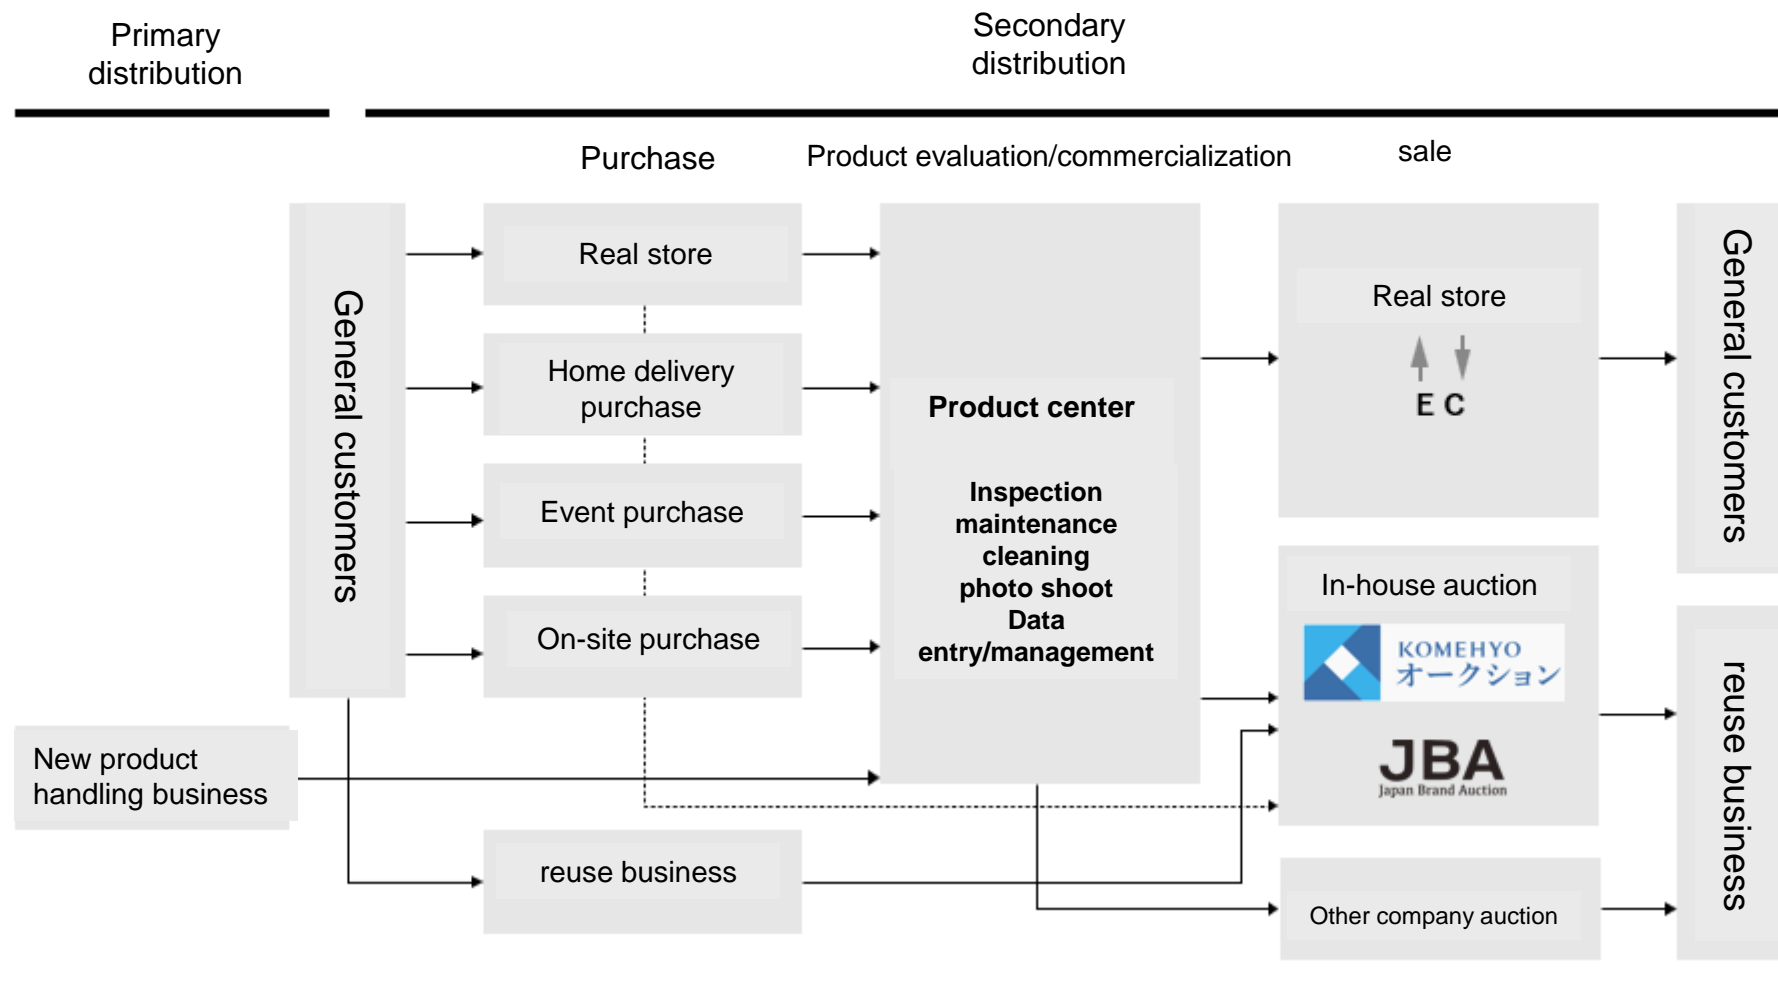 Primary
distribution
Secondary
distribution
Purchase
Product evaluation/commercialization
sale
General customers
Real store
Home delivery
purchase
Event purchase
On-site purchase
New product
handling business
reuse business
Product center
Inspection
maintenance
cleaning
photo shoot
Data
entry/management
Real store
E C
In-house auction
KOMEHYO
オークション
JBA
Japan Brand Auction
Other company auction
General customers
reuse business